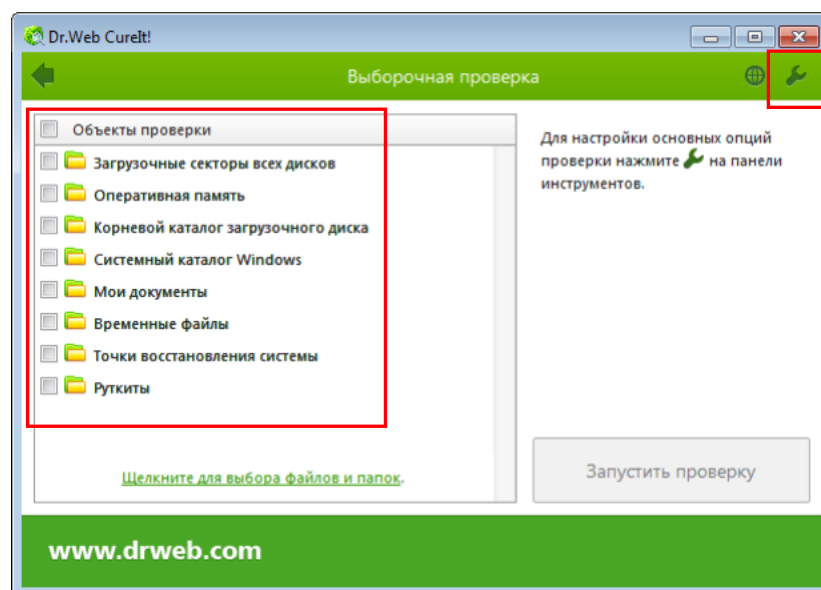 Dr.Web CureIt!
Выборочная проверка
Объекты проверки
Загрузочные секторы всех дисков
Оперативная память
Корневой каталог загрузочного диска
Системный каталог Windows
Мои документы
Временные файлы
Точки восстановления системы
Руткиты
Щелкните для выбора файлов и папок.
Для настройки основных опций
проверки нажмите на панели
инструментов.
Запустить проверку
www.drweb.com